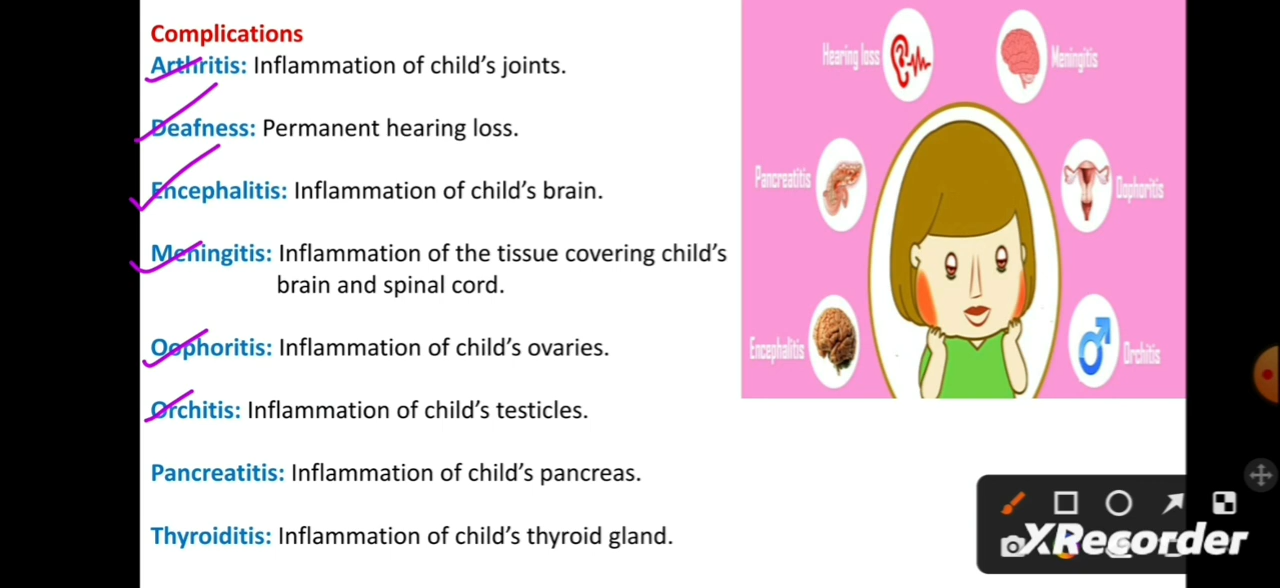 Complications
Arthritis: Inflammation of child's joints.
Deafness: Permanent hearing loss.
Encephalitis: Inflammation of child's brain.
Meningitis: Inflammation of the tissue covering child's
brain and spinal cord.
Oophoritis: Inflammation of child's ovaries.
Orchitis: Inflammation of child's testicles.
Pancreatitis: Inflammation of child's pancreas.
Thyroiditis: Inflammation of child's thyroid gland.
Hearing loss
Meningitis
Pancreatitis
Oophoritis
Encephalitis
Orchitis
XRecorder